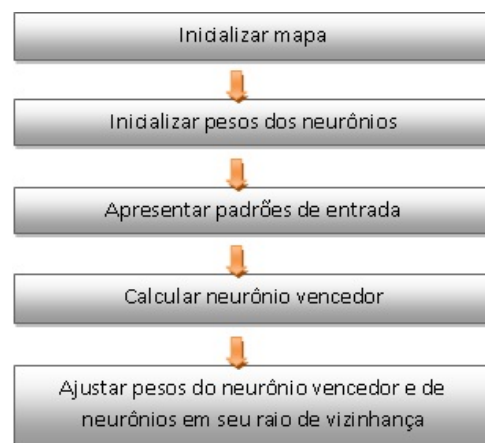 Inicializar mapa
Inicializar pesos dos neurônios
Apresentar padrões de entrada
Calcular neurônio vencedor
Ajustar pesos do neurônio vencedor e de
neurônios em seu raio de vizinhança